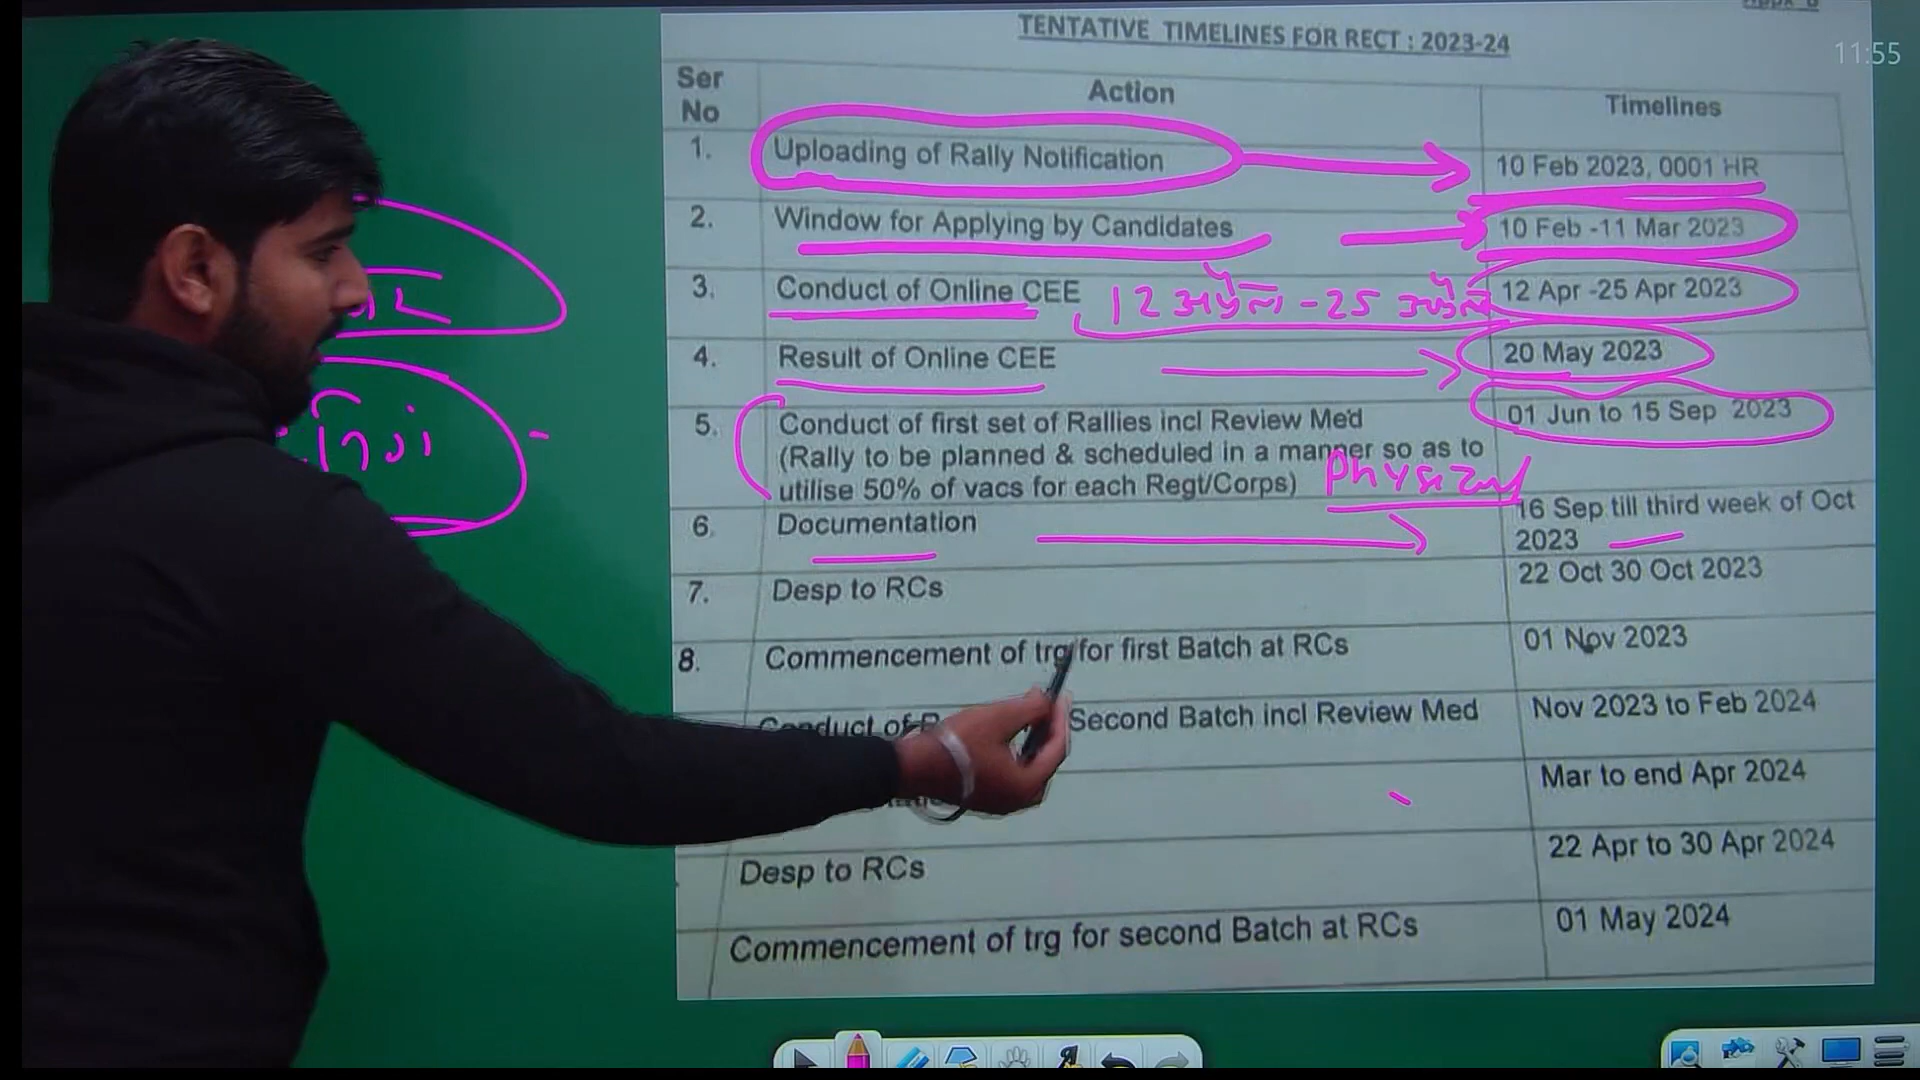 TENTATIVE TIMELINES FOR RECT : 2023-24
11:55
Ser No Action Timelines
1. Uploading of Rally Notification 10 Feb 2023, 0001 HR
2. Window for Applying by Candidates 10 Feb -11 Mar 2023
3. Conduct of Online CEE 12 Apr -25 Apr 2023
4. Result of Online CEE 20 May 2023
5. Conduct of first set of Rallies incl Review Med 01 Jun to 15 Sep 2023
(Rally to be planned & scheduled in a manner so as to
utilise 50% of vacs for each Regt/Corps)
6. Documentation 16 Sep till third week of Oct
2023
7. Desp to RCs 22 Oct 30 Oct 2023
8. Commencement of trg for first Batch at RCs 01 Nov 2023
Conduct of Second Batch incl Review Med Nov 2023 to Feb 2024
Mar to end Apr 2024
Desp to RCs 22 Apr to 30 Apr 2024
Commencement of trg for second Batch at RCs 01 May 2024